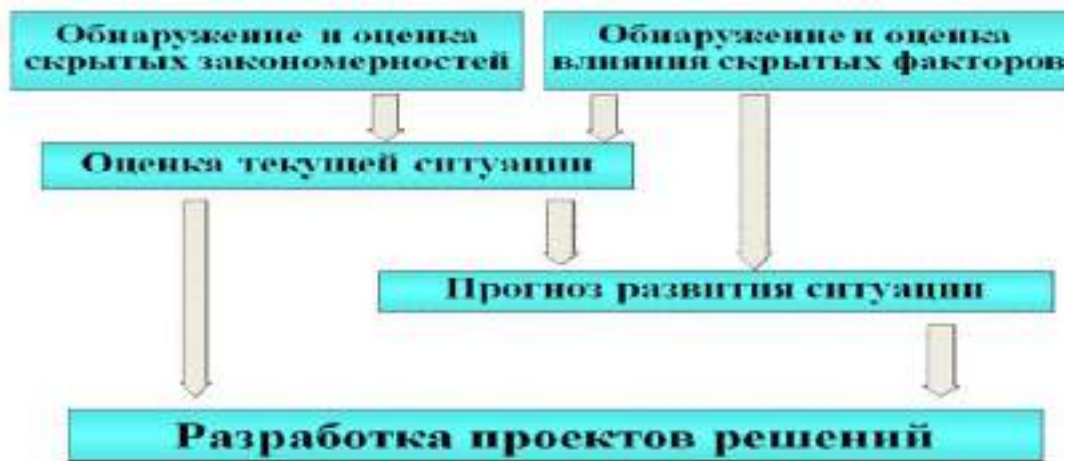 Обнаружение и оценка
скрытых закономерностей
Обнаружение и оценка
влияния скрытых факторов
Оценка текущей ситуации
Прогноз развития ситуации
Разработка проектов решений